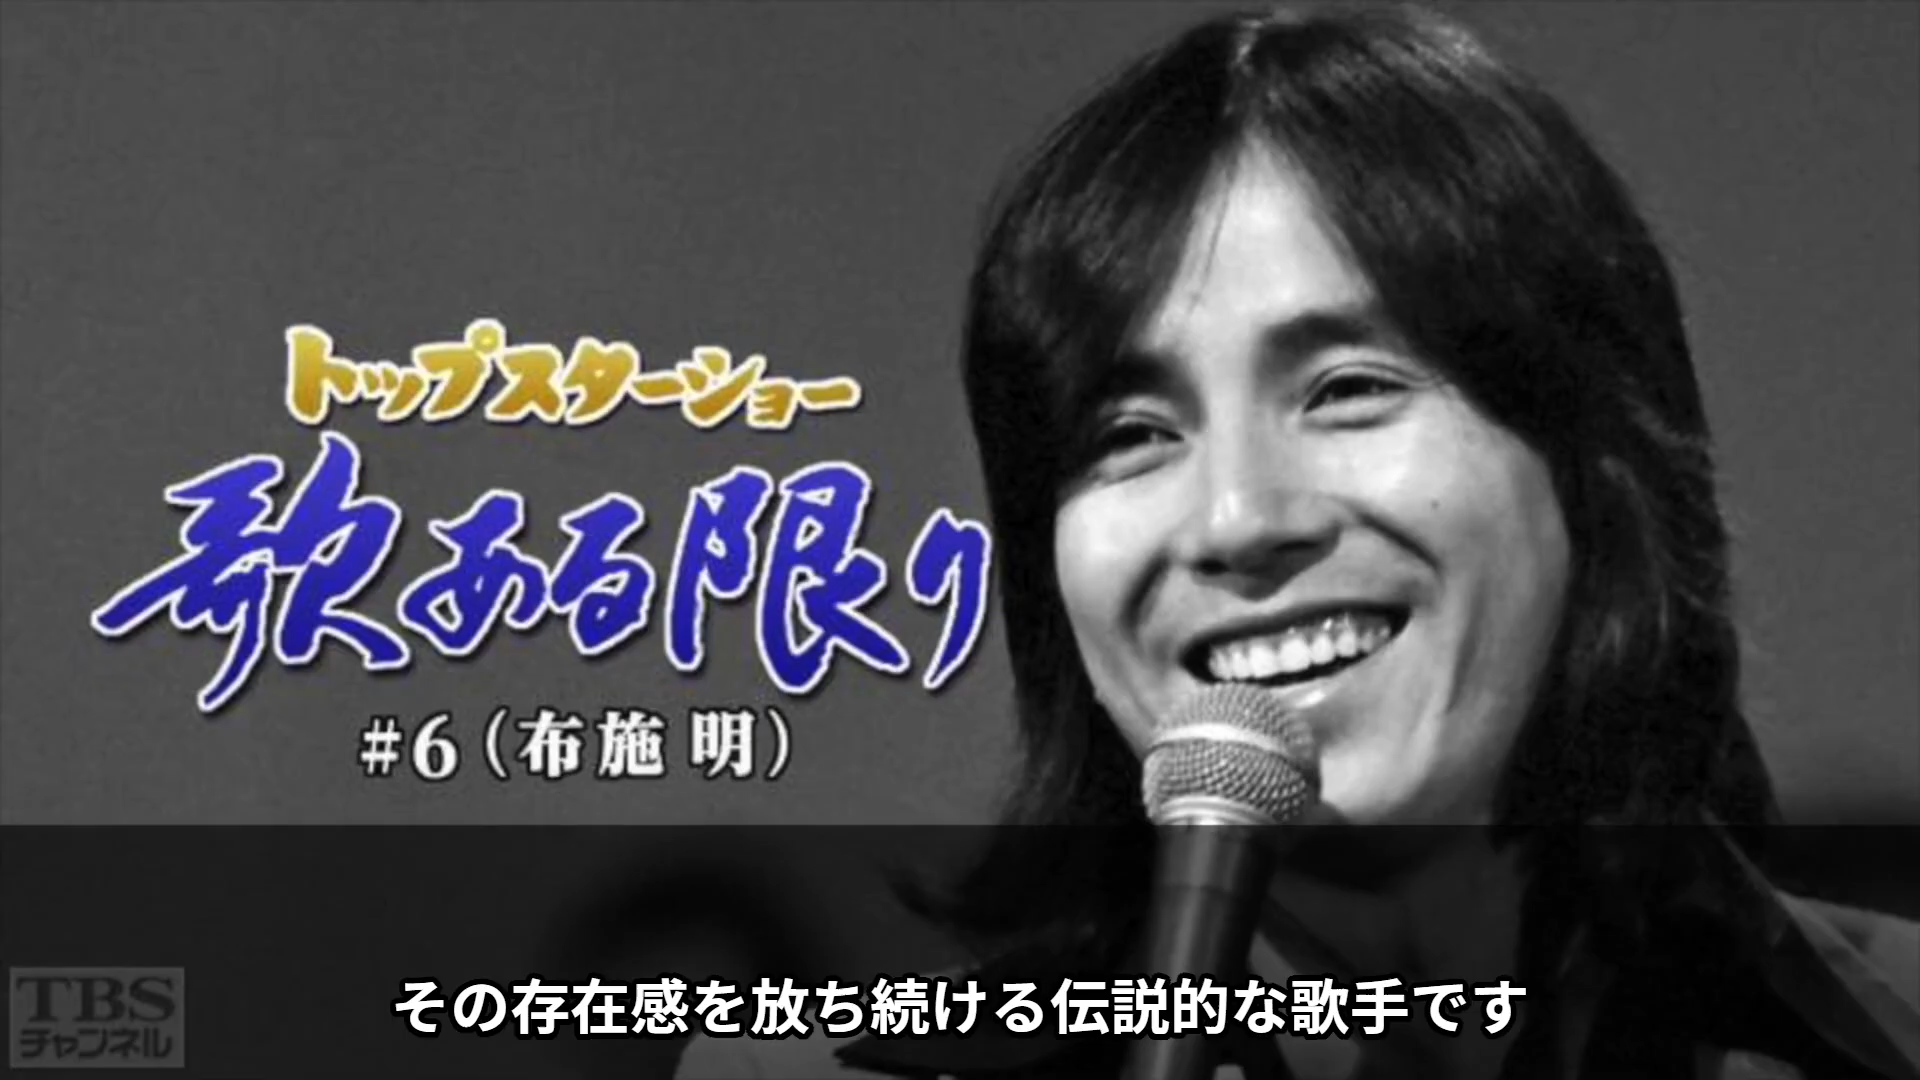 トップスターショー
歌ある限り
#6(布施 明)
その存在感を放ち続ける伝説的な歌手です
TBS
チャンネル